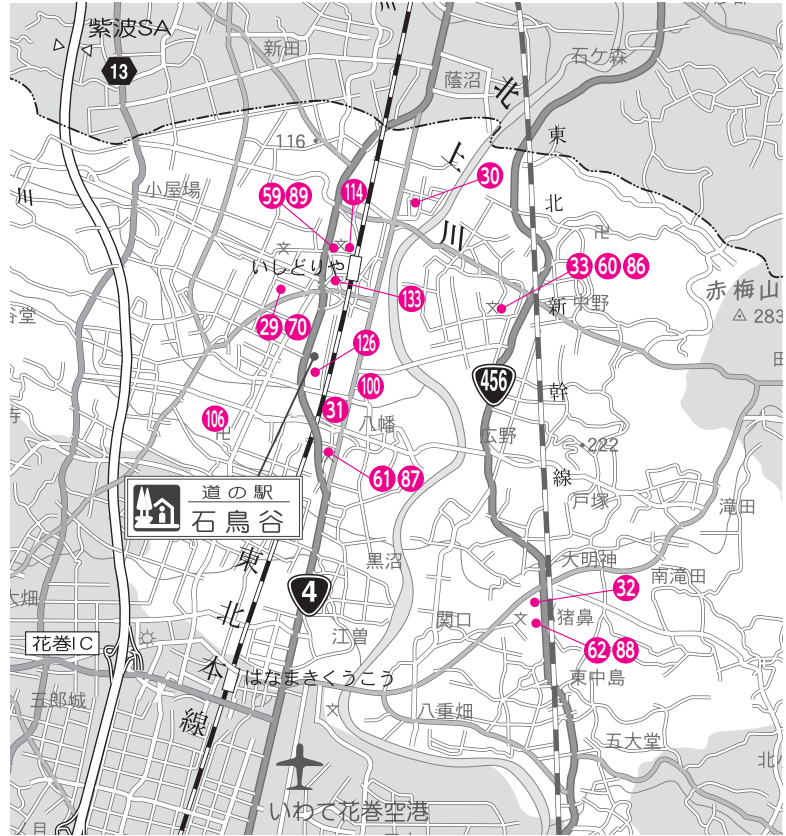 紫波SA
13
新田
石ケ森
蔭沼
北
上
川
東
北
新
幹
線
116
小屋場
川
59 89
114
30
いしどりや
133
33 60 86
中野
赤梅山
283
谷堂
29 70
126
100
31
八幡
456
広野
222
106
61 87
道の駅
石鳥谷
戸塚
滝田
大明神
南滝田
黒沼
32
東
北
本
線
4
関口
猪鼻
62 88
江曽
花巻IC
はなまきくうこう
東中島
五郎城
八重畑
五大堂
いわて花巻空港